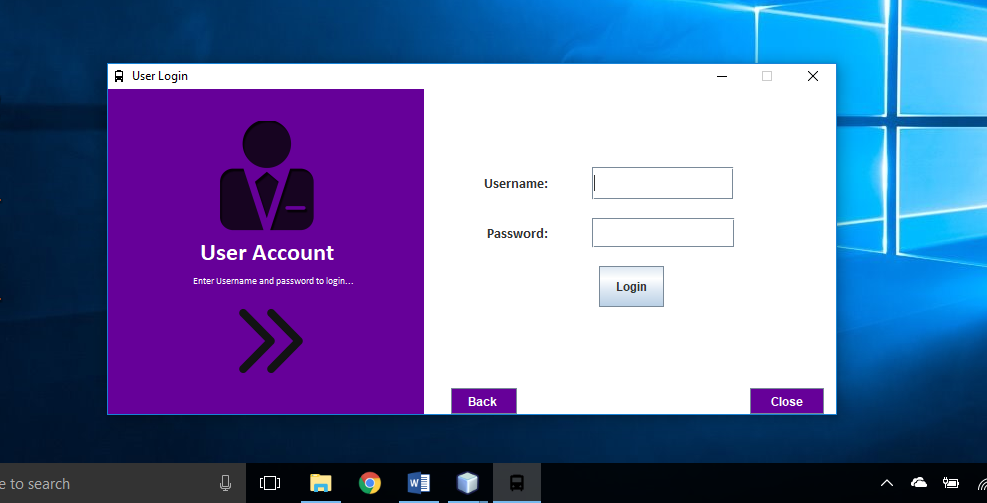 User Login
User Account
Enter Username and password to login...
Username:
Password:
Login
Back
Close
e to search